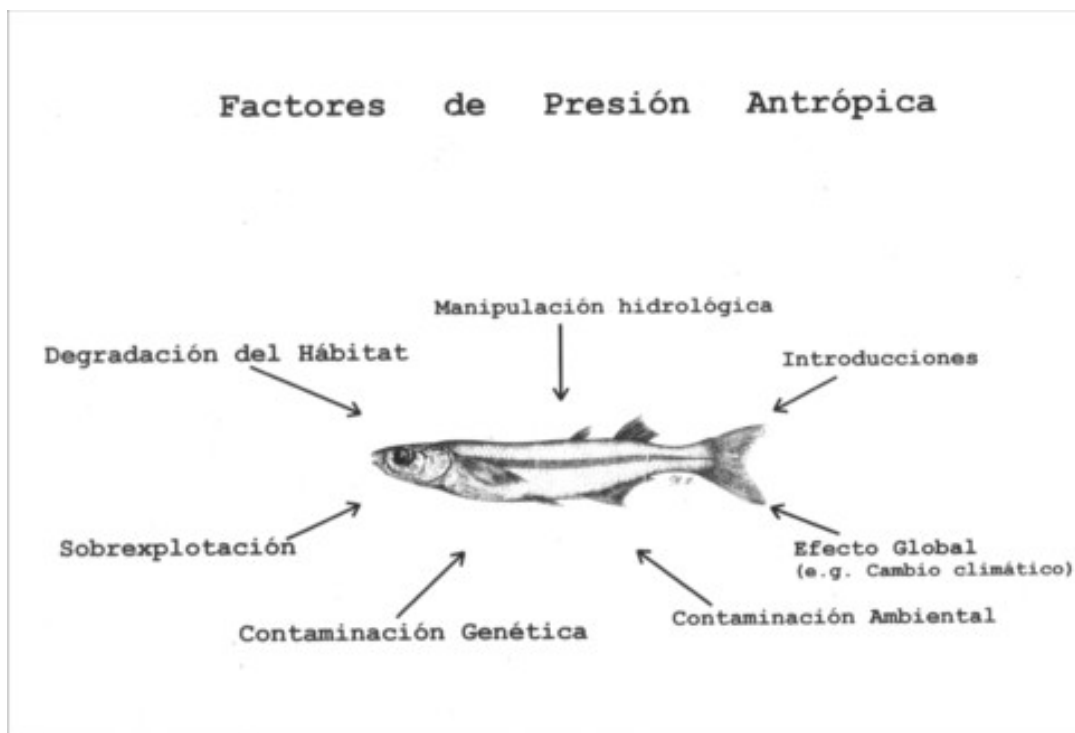 Factores de Presión Antrópica
Manipulación hidrológica
Degradación del Hábitat
Introducciones
Sobrexplotación
Efecto Global
(e.g. Cambio climático)
Contaminación Genética
Contaminación Ambiental